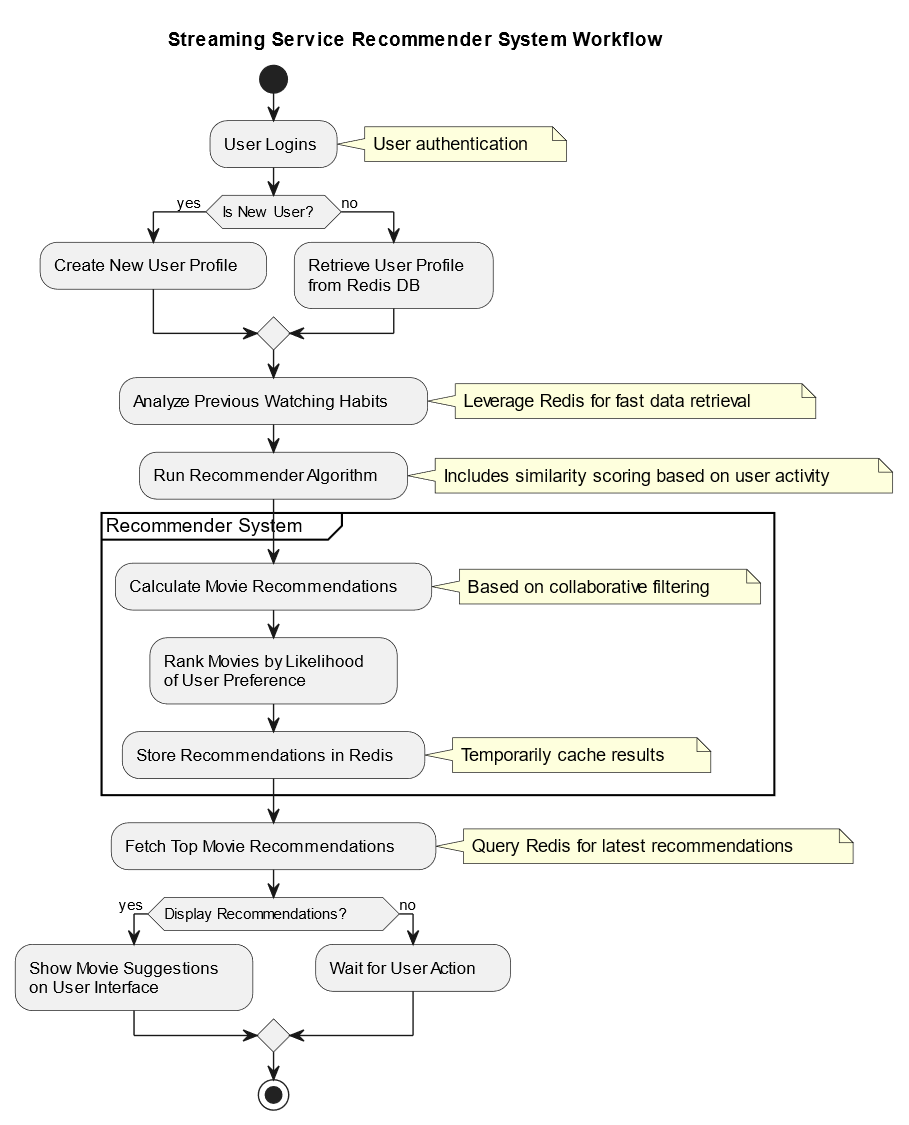 Streaming Service Recommender System Workflow
User Logins
User authentication
yes
Is New User?
no
Create New User Profile
Retrieve User Profile
from Redis DB
Analyze Previous Watching Habits
Leverage Redis for fast data retrieval
Run Recommender Algorithm
Includes similarity scoring based on user activity
Recommender System
Calculate Movie Recommendations
Based on collaborative filtering
Rank Movies by Likelihood
of User Preference
Store Recommendations in Redis
Temporarily cache results
Fetch Top Movie Recommendations
Query Redis for latest recommendations
yes
Display Recommendations?
no
Show Movie Suggestions
on User Interface
Wait for User Action